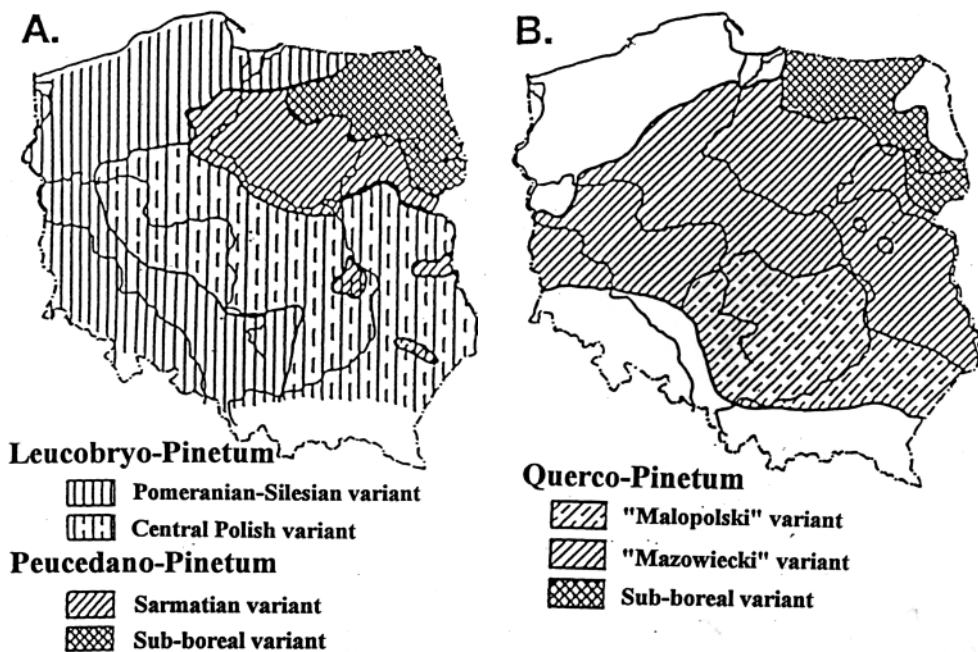 A.
Leucobryo-Pinetum
Pomeranian-Silesian variant
Central Polish variant
Peucedano-Pinetum
Sarmatian variant
Sub-boreal variant
B.
Querco-Pinetum
"Malopolski" variant
"Mazowiecki" variant
Sub-boreal variant